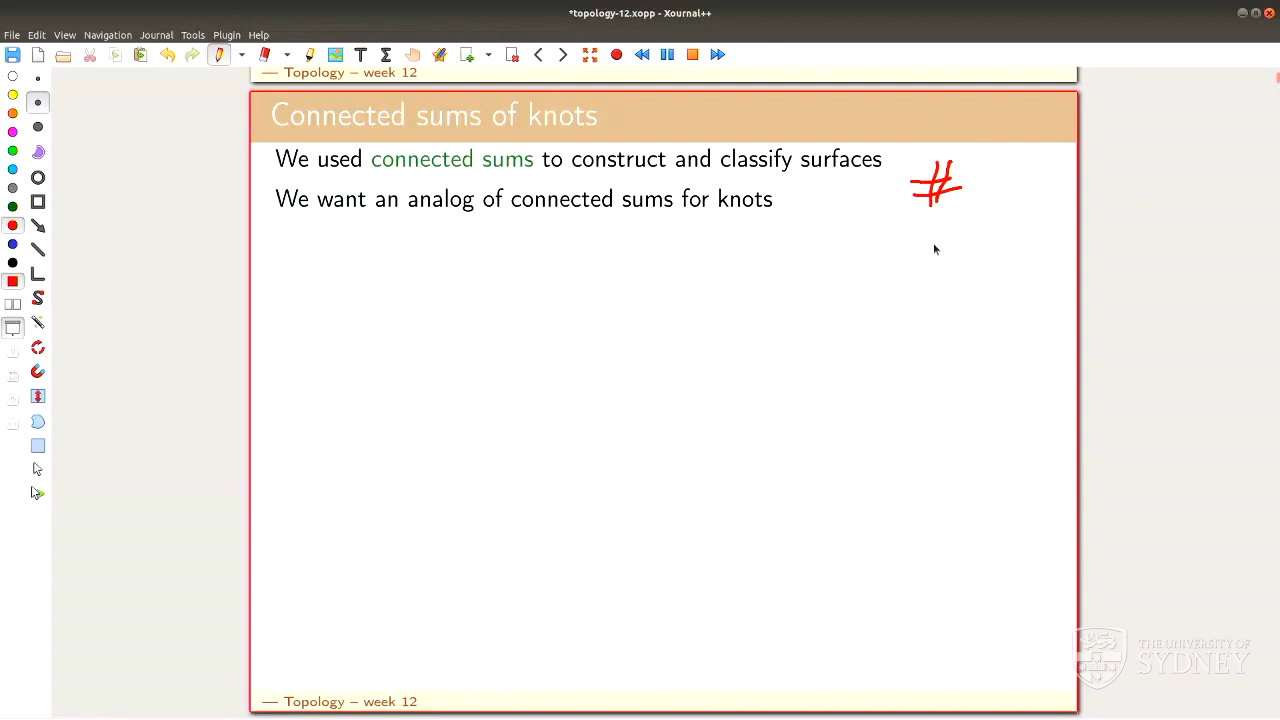 *topology-12.xopp - Xournal++
File Edit View Navigation Journal Tools Plugin Help
— Topology – week 12
Connected sums of knots
We used connected sums to construct and classify surfaces
#
We want an analog of connected sums for knots
THE UNIVERSITY OF
SYDNEY
— Topology – week 12